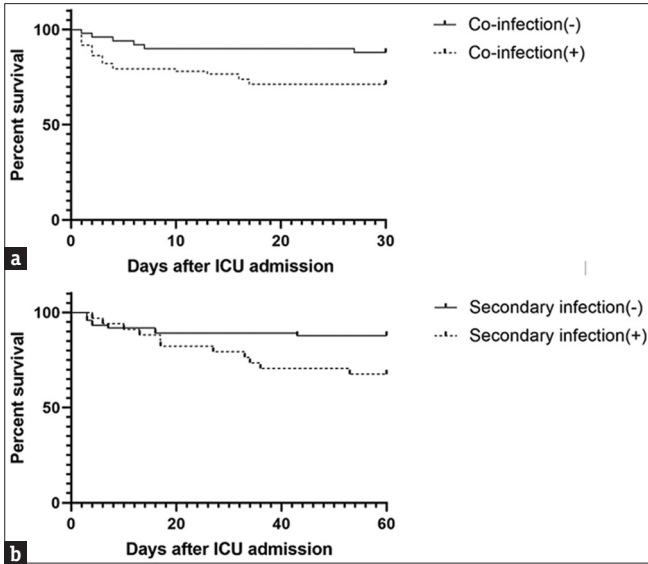 100
50
0
Percent survival
0 10 20 30
Days after ICU admission
Co-infection(-)
Co-infection(+)
a
100
50
0
Percent survival
0 20 40 60
Days after ICU admission
Secondary infection(-)
Secondary infection(+)
b